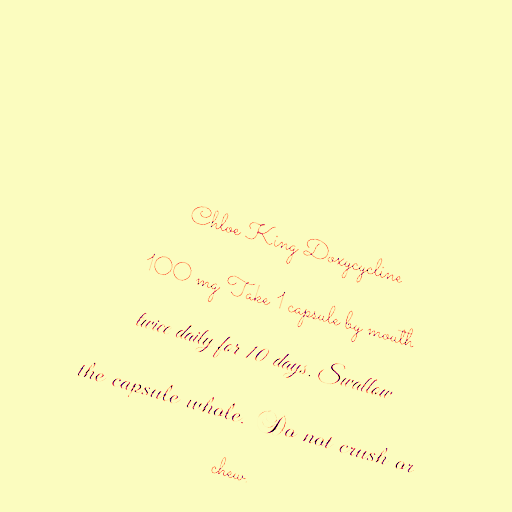 Chloe King Doxycycline
100 mg Take 1 capsule by mouth
twice daily for 10 days. Swallow
the capsule whole. Do not crush or
chew